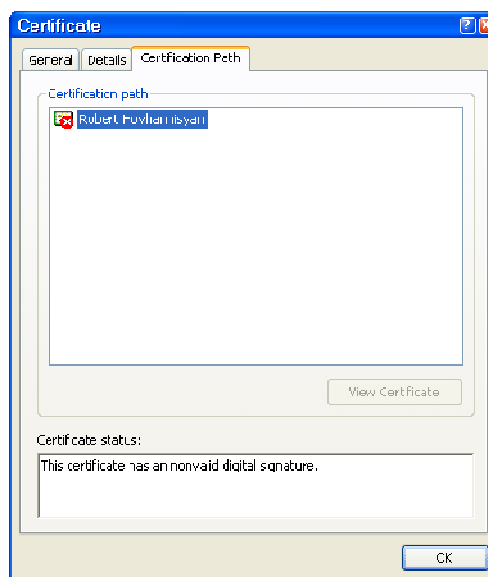 Certificate
General Details Certification Path
Certification path
Robert Hovhannisyan
View Certificate
Certificate status:
This certificate has an nonvalid digital signature.
OK